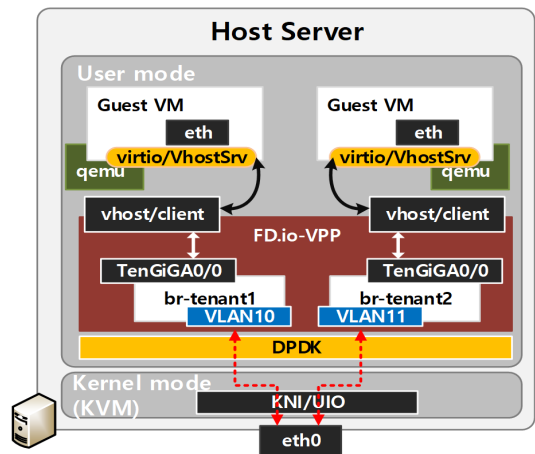 Host Server
User mode
Guest VM
Guest VM
eth
eth
virtio/VhostSrv
virtio/VhostSrv
qemu
qemu
vhost/client
vhost/client
FD.io-VPP
TenGiGA0/0
TenGiGA0/0
br-tenant1
br-tenant2
VLAN10
VLAN11
DPDK
Kernel mode
(KVM)
KNI/UIO
eth0